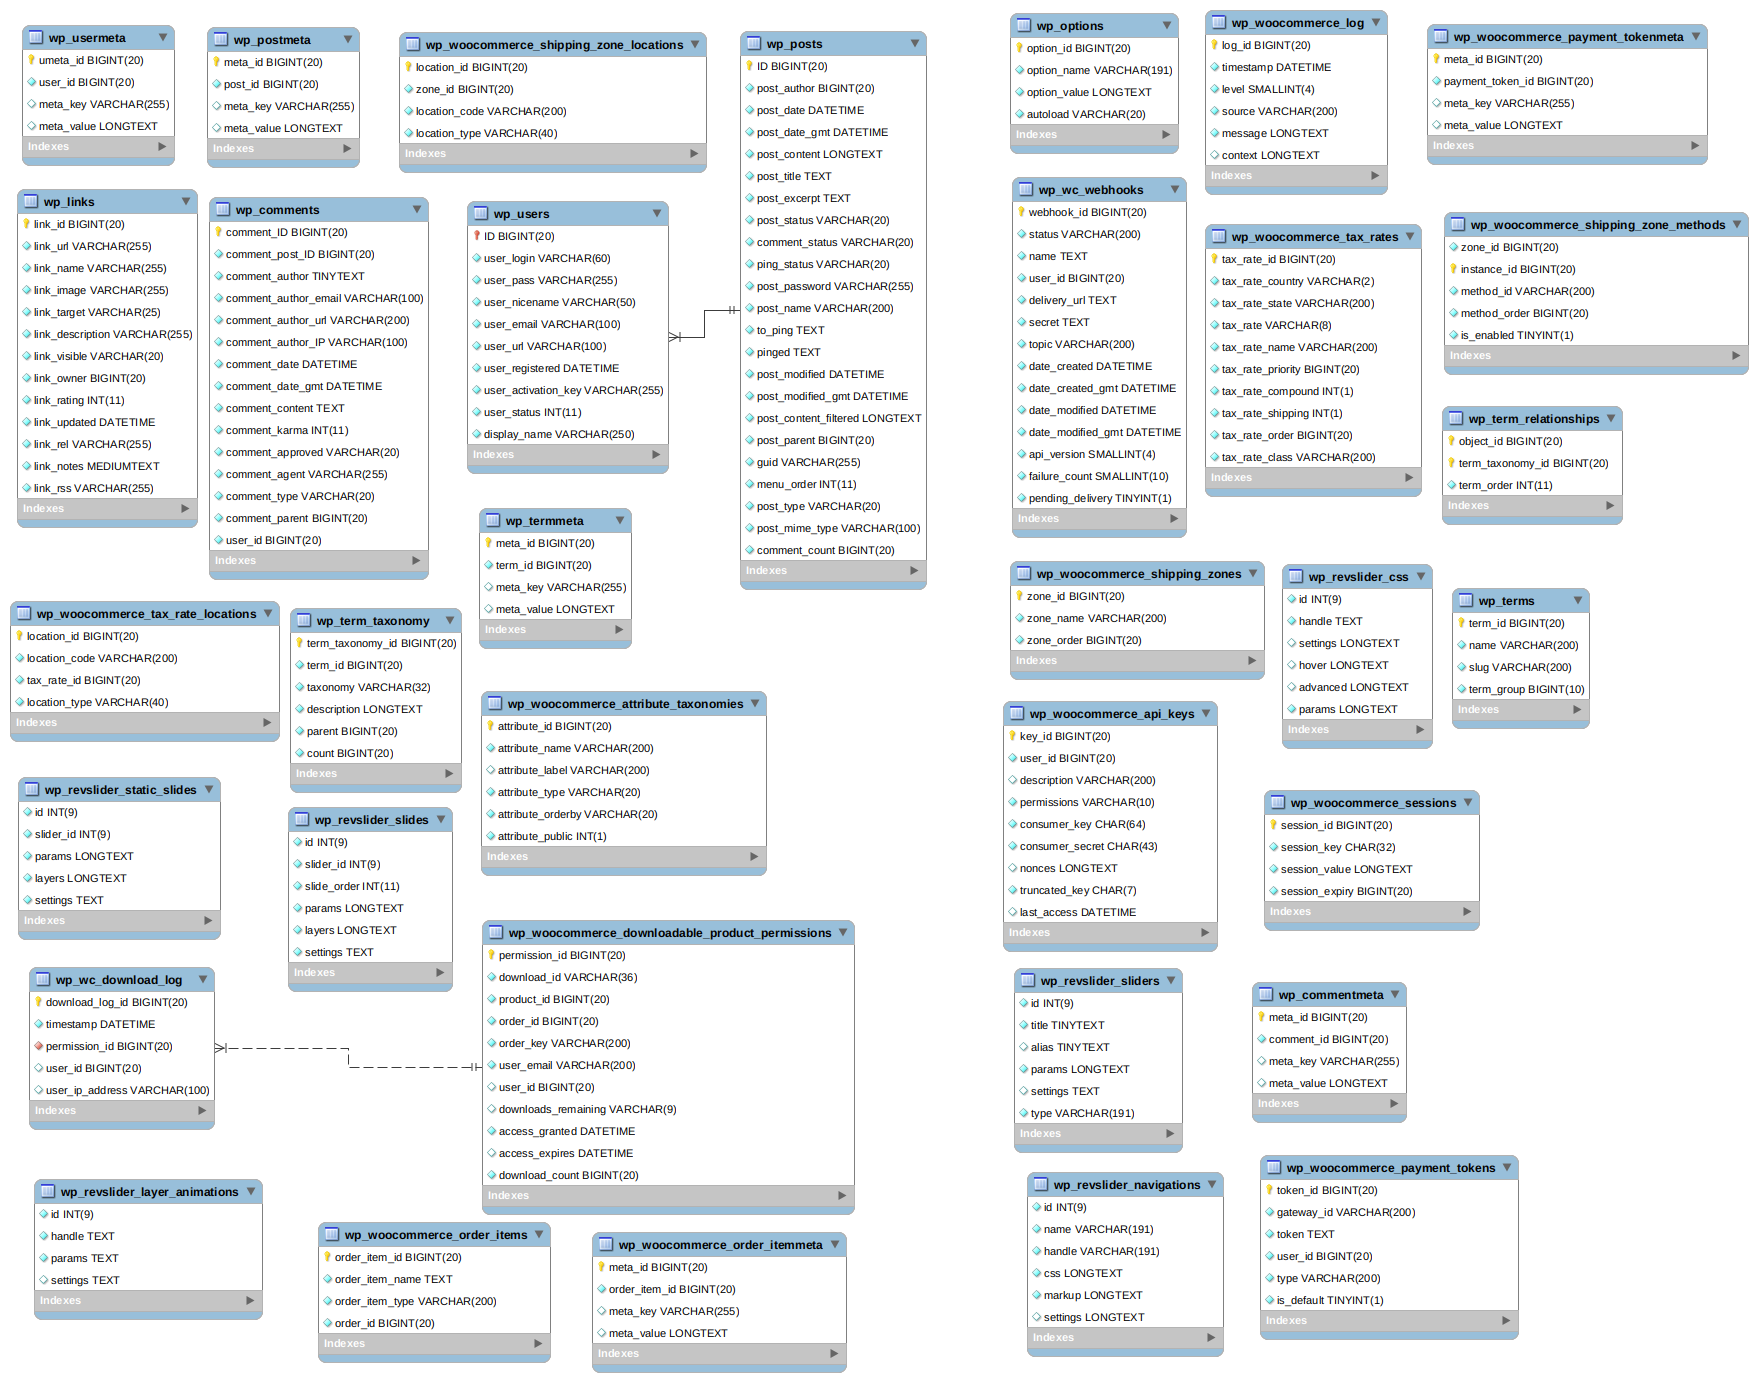 wp_usermeta
umeta_id BIGINT(20)
user_id BIGINT(20)
meta_key VARCHAR(255)
meta_value LONGTEXT
Indexes
wp_postmeta
meta_id BIGINT(20)
post_id BIGINT(20)
meta_key VARCHAR(255)
meta_value LONGTEXT
Indexes
wp_woocommerce_shipping_zone_locations
location_id BIGINT(20)
zone_id BIGINT(20)
location_code VARCHAR(200)
location_type VARCHAR(40)
Indexes
wp_posts
ID BIGINT(20)
post_author BIGINT(20)
post_date DATETIME
post_date_gmt DATETIME
post_content LONGTEXT
post_title TEXT
post_excerpt TEXT
post_status VARCHAR(20)
comment_status VARCHAR(20)
ping_status VARCHAR(20)
post_password VARCHAR(255)
post_name VARCHAR(200)
to_ping TEXT
pinged TEXT
post_modified DATETIME
post_modified_gmt DATETIME
post_content_filtered LONGTEXT
post_parent BIGINT(20)
guid VARCHAR(255)
menu_order INT(11)
post_type VARCHAR(20)
post_mime_type VARCHAR(100)
comment_count BIGINT(20)
Indexes
wp_links
link_id BIGINT(20)
link_url VARCHAR(255)
link_name VARCHAR(255)
link_image VARCHAR(255)
link_target VARCHAR(25)
link_description VARCHAR(255)
link_visible VARCHAR(20)
link_owner BIGINT(20)
link_rating INT(11)
link_updated DATETIME
link_rel VARCHAR(255)
link_notes MEDIUMTEXT
link_rss VARCHAR(255)
Indexes
wp_comments
comment_ID BIGINT(20)
comment_post_ID BIGINT(20)
comment_author TINYTEXT
comment_author_email VARCHAR(100)
comment_author_url VARCHAR(200)
comment_author_IP VARCHAR(100)
comment_date DATETIME
comment_date_gmt DATETIME
comment_content TEXT
comment_karma INT(11)
comment_approved VARCHAR(20)
comment_agent VARCHAR(255)
comment_type VARCHAR(20)
comment_parent BIGINT(20)
user_id BIGINT(20)
Indexes
wp_users
ID BIGINT(20)
user_login VARCHAR(60)
user_pass VARCHAR(255)
user_nicename VARCHAR(50)
user_email VARCHAR(100)
user_url VARCHAR(100)
user_registered DATETIME
user_activation_key VARCHAR(255)
user_status INT(11)
display_name VARCHAR(250)
Indexes
wp_termmeta
meta_id BIGINT(20)
term_id BIGINT(20)
meta_key VARCHAR(255)
meta_value LONGTEXT
Indexes
wp_woocommerce_tax_rate_locations
location_id BIGINT(20)
location_code VARCHAR(200)
tax_rate_id BIGINT(20)
location_type VARCHAR(40)
Indexes
wp_term_taxonomy
term_taxonomy_id BIGINT(20)
term_id BIGINT(20)
taxonomy VARCHAR(32)
description LONGTEXT
parent BIGINT(20)
count BIGINT(20)
Indexes
wp_woocommerce_attribute_taxonomies
attribute_id BIGINT(20)
attribute_name VARCHAR(200)
attribute_label VARCHAR(200)
attribute_type VARCHAR(20)
attribute_orderby VARCHAR(20)
attribute_public INT(1)
Indexes
wp_revslider_static_slides
id INT(9)
slider_id INT(9)
params LONGTEXT
layers LONGTEXT
settings TEXT
Indexes
wp_revslider_slides
id INT(9)
slider_id INT(9)
slide_order INT(11)
params LONGTEXT
layers LONGTEXT
settings TEXT
Indexes
wp_woocommerce_downloadable_product_permissions
permission_id BIGINT(20)
download_id VARCHAR(36)
product_id BIGINT(20)
order_id BIGINT(20)
order_key VARCHAR(200)
user_email VARCHAR(200)
user_id BIGINT(20)
downloads_remaining VARCHAR(9)
access_granted DATETIME
access_expires DATETIME
download_count BIGINT(20)
Indexes
wp_wc_download_log
download_log_id BIGINT(20)
timestamp DATETIME
permission_id BIGINT(20)
user_id BIGINT(20)
user_ip_address VARCHAR(100)
Indexes
wp_revslider_layer_animations
id INT(9)
handle TEXT
params TEXT
settings TEXT
Indexes
wp_woocommerce_order_items
order_item_id BIGINT(20)
order_item_name TEXT
order_item_type VARCHAR(200)
order_id BIGINT(20)
Indexes
wp_woocommerce_order_itemmeta
meta_id BIGINT(20)
order_item_id BIGINT(20)
meta_key VARCHAR(255)
meta_value LONGTEXT
Indexes
wp_options
option_id BIGINT(20)
option_name VARCHAR(191)
option_value LONGTEXT
autoload VARCHAR(20)
Indexes
wp_woocommerce_log
log_id BIGINT(20)
timestamp DATETIME
level SMALLINT(4)
source VARCHAR(200)
message LONGTEXT
context LONGTEXT
Indexes
wp_woocommerce_payment_tokenmeta
meta_id BIGINT(20)
payment_token_id BIGINT(20)
meta_key VARCHAR(255)
meta_value LONGTEXT
Indexes
wp_wc_webhooks
webhook_id BIGINT(20)
status VARCHAR(200)
name TEXT
user_id BIGINT(20)
delivery_url TEXT
secret TEXT
topic VARCHAR(200)
date_created DATETIME
date_created_gmt DATETIME
date_modified DATETIME
date_modified_gmt DATETIME
api_version SMALLINT(4)
failure_count SMALLINT(10)
pending_delivery TINYINT(1)
Indexes
wp_woocommerce_tax_rates
tax_rate_id BIGINT(20)
tax_rate_country VARCHAR(2)
tax_rate_state VARCHAR(200)
tax_rate VARCHAR(8)
tax_rate_name VARCHAR(200)
tax_rate_priority BIGINT(20)
tax_rate_compound INT(1)
tax_rate_shipping INT(1)
tax_rate_order BIGINT(20)
tax_rate_class VARCHAR(200)
Indexes
wp_woocommerce_shipping_zone_methods
zone_id BIGINT(20)
instance_id BIGINT(20)
method_id VARCHAR(200)
method_order BIGINT(20)
is_enabled TINYINT(1)
Indexes
wp_term_relationships
object_id BIGINT(20)
term_taxonomy_id BIGINT(20)
term_order INT(11)
Indexes
wp_woocommerce_shipping_zones
zone_id BIGINT(20)
zone_name VARCHAR(200)
zone_order BIGINT(20)
Indexes
wp_revslider_css
id INT(9)
handle TEXT
settings LONGTEXT
hover LONGTEXT
advanced LONGTEXT
params LONGTEXT
Indexes
wp_terms
term_id BIGINT(20)
name VARCHAR(200)
slug VARCHAR(200)
term_group BIGINT(10)
Indexes
wp_woocommerce_api_keys
key_id BIGINT(20)
user_id BIGINT(20)
description VARCHAR(200)
permissions VARCHAR(10)
consumer_key CHAR(64)
consumer_secret CHAR(43)
nonces LONGTEXT
truncated_key CHAR(7)
last_access DATETIME
Indexes
wp_woocommerce_sessions
session_id BIGINT(20)
session_key CHAR(32)
session_value LONGTEXT
session_expiry BIGINT(20)
Indexes
wp_revslider_sliders
id INT(9)
title TINYTEXT
alias TINYTEXT
params LONGTEXT
settings TEXT
type VARCHAR(191)
Indexes
wp_commentmeta
meta_id BIGINT(20)
comment_id BIGINT(20)
meta_key VARCHAR(255)
meta_value LONGTEXT
Indexes
wp_revslider_navigations
id INT(9)
name VARCHAR(191)
handle VARCHAR(191)
css LONGTEXT
markup LONGTEXT
settings LONGTEXT
Indexes
wp_woocommerce_payment_tokens
token_id BIGINT(20)
gateway_id VARCHAR(200)
token TEXT
user_id BIGINT(20)
type VARCHAR(200)
is_default TINYINT(1)
Indexes